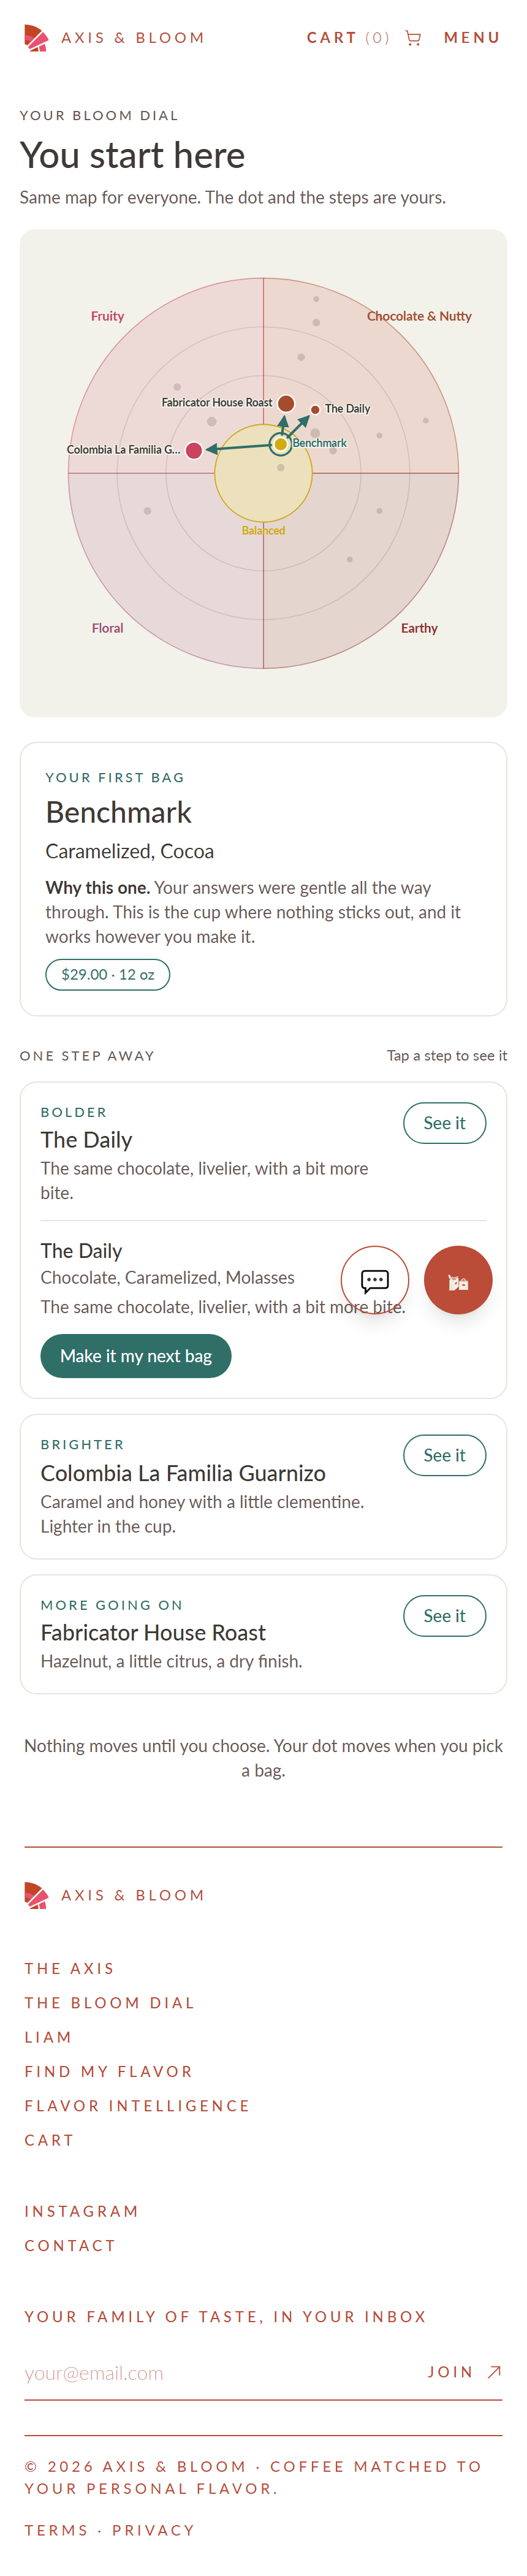 AXIS & BLOOM
CART (0)
MENU
YOUR BLOOM DIAL
You start here
Same map for everyone. The dot and the steps are yours.
Fruity
Chocolate & Nutty
Fabricator House Roast
The Daily
Benchmark
Colombia La Familia G...
Balanced
Floral
Earthy
YOUR FIRST BAG
Benchmark
Caramelized, Cocoa
Why this one. Your answers were gentle all the way
through. This is the cup where nothing sticks out, and it
works however you make it.
$29.00 · 12 oz
ONE STEP AWAY
Tap a step to see it
BOLDER
See it
The Daily
The same chocolate, livelier, with a bit more
bite.
The Daily
Chocolate, Caramelized, Molasses
The same chocolate, livelier, with a bit more bite.
Make it my next bag
BRIGHTER
See it
Colombia La Familia Guarnizo
Caramel and honey with a little clementine.
Lighter in the cup.
MORE GOING ON
See it
Fabricator House Roast
Hazelnut, a little citrus, a dry finish.
Nothing moves until you choose. Your dot moves when you pick
a bag.
AXIS & BLOOM
THE AXIS
THE BLOOM DIAL
LIAM
FIND MY FLAVOR
FLAVOR INTELLIGENCE
CART
INSTAGRAM
CONTACT
YOUR FAMILY OF TASTE, IN YOUR INBOX
your@email.com
JOIN
© 2026 AXIS & BLOOM · COFFEE MATCHED TO
YOUR PERSONAL FLAVOR.
TERMS · PRIVACY